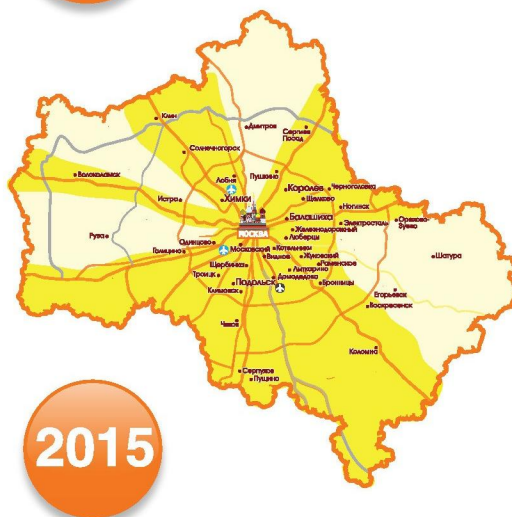 Клин
Дмитров
Сергиев
Посад
Солнечногорск
Лобня
Пушкино
Волоколамск
Королев
Черноголовка
Истра
Химки
Щелково
Ногинск
Балашиха
Электросталь
Орехово-
Зуево
Железнодорожный
МОСКВА
Люберцы
Руза
Одинцово
Московский
Котельники
Голицино
Видное
Жуковский
Шатура
Щербинка
Раменское
Лыткарино
Троицк
Домодедово
Подольск
Бронницы
Климовск
Егорьевск
Воскресенск
Чехов
Коломна
Серпухов
Пущино
2015